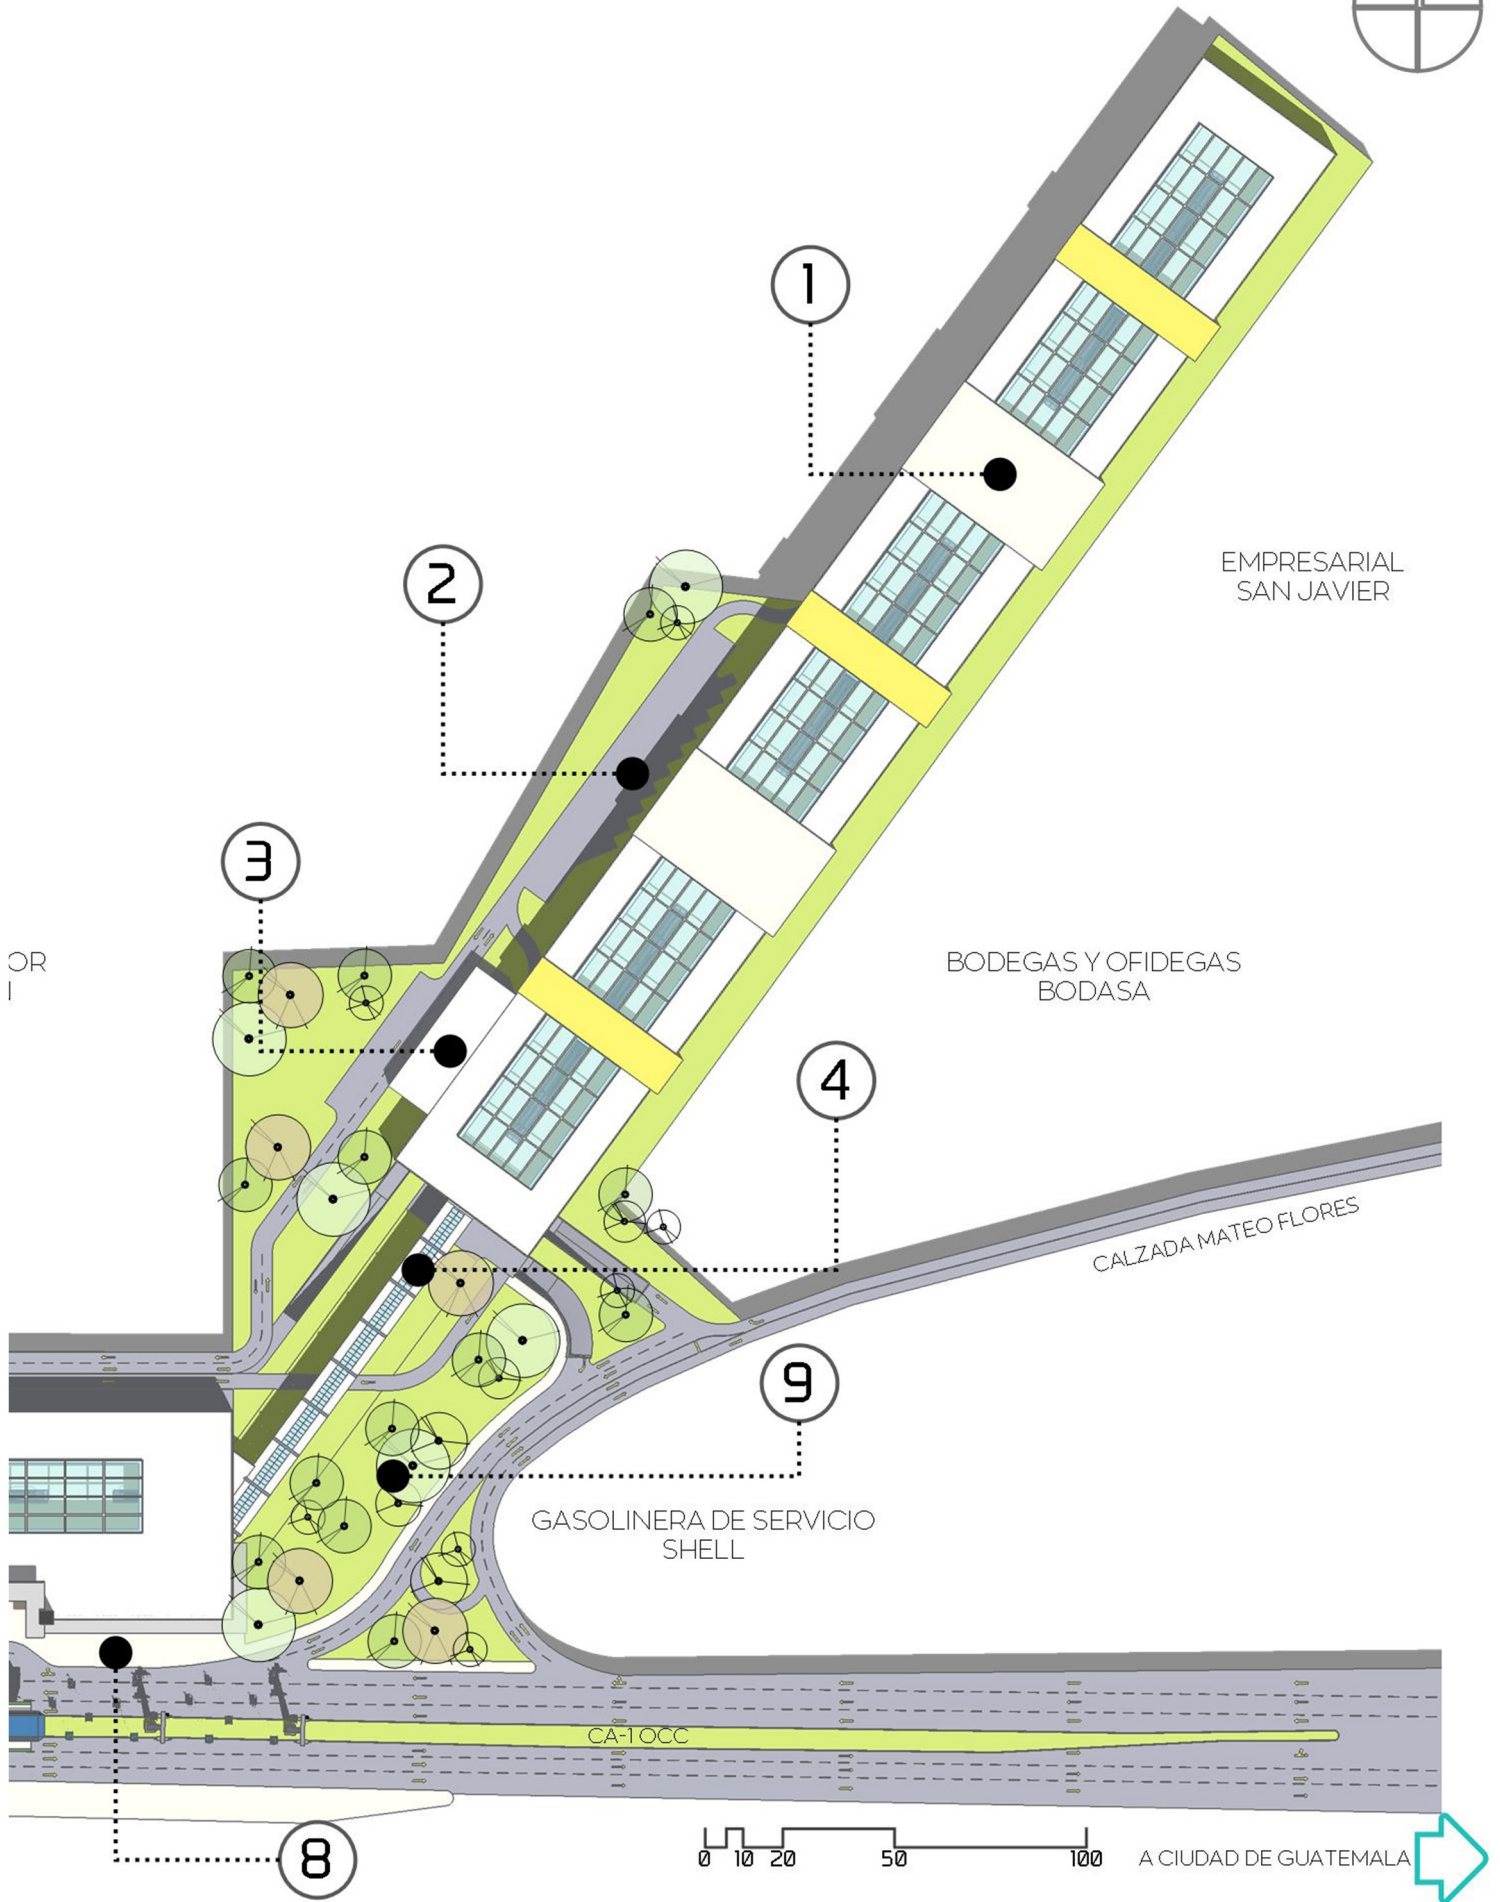 1
2
EMPRESARIAL
SAN JAVIER
3
OR
BODEGAS Y OFIDEGAS
BODASA
4
CALZADA MATEO FLORES
9
GASOLINERA DE SERVICIO
SHELL
CA-1 OCC
8
0 10 20 50 100
A CIUDAD DE GUATEMALA